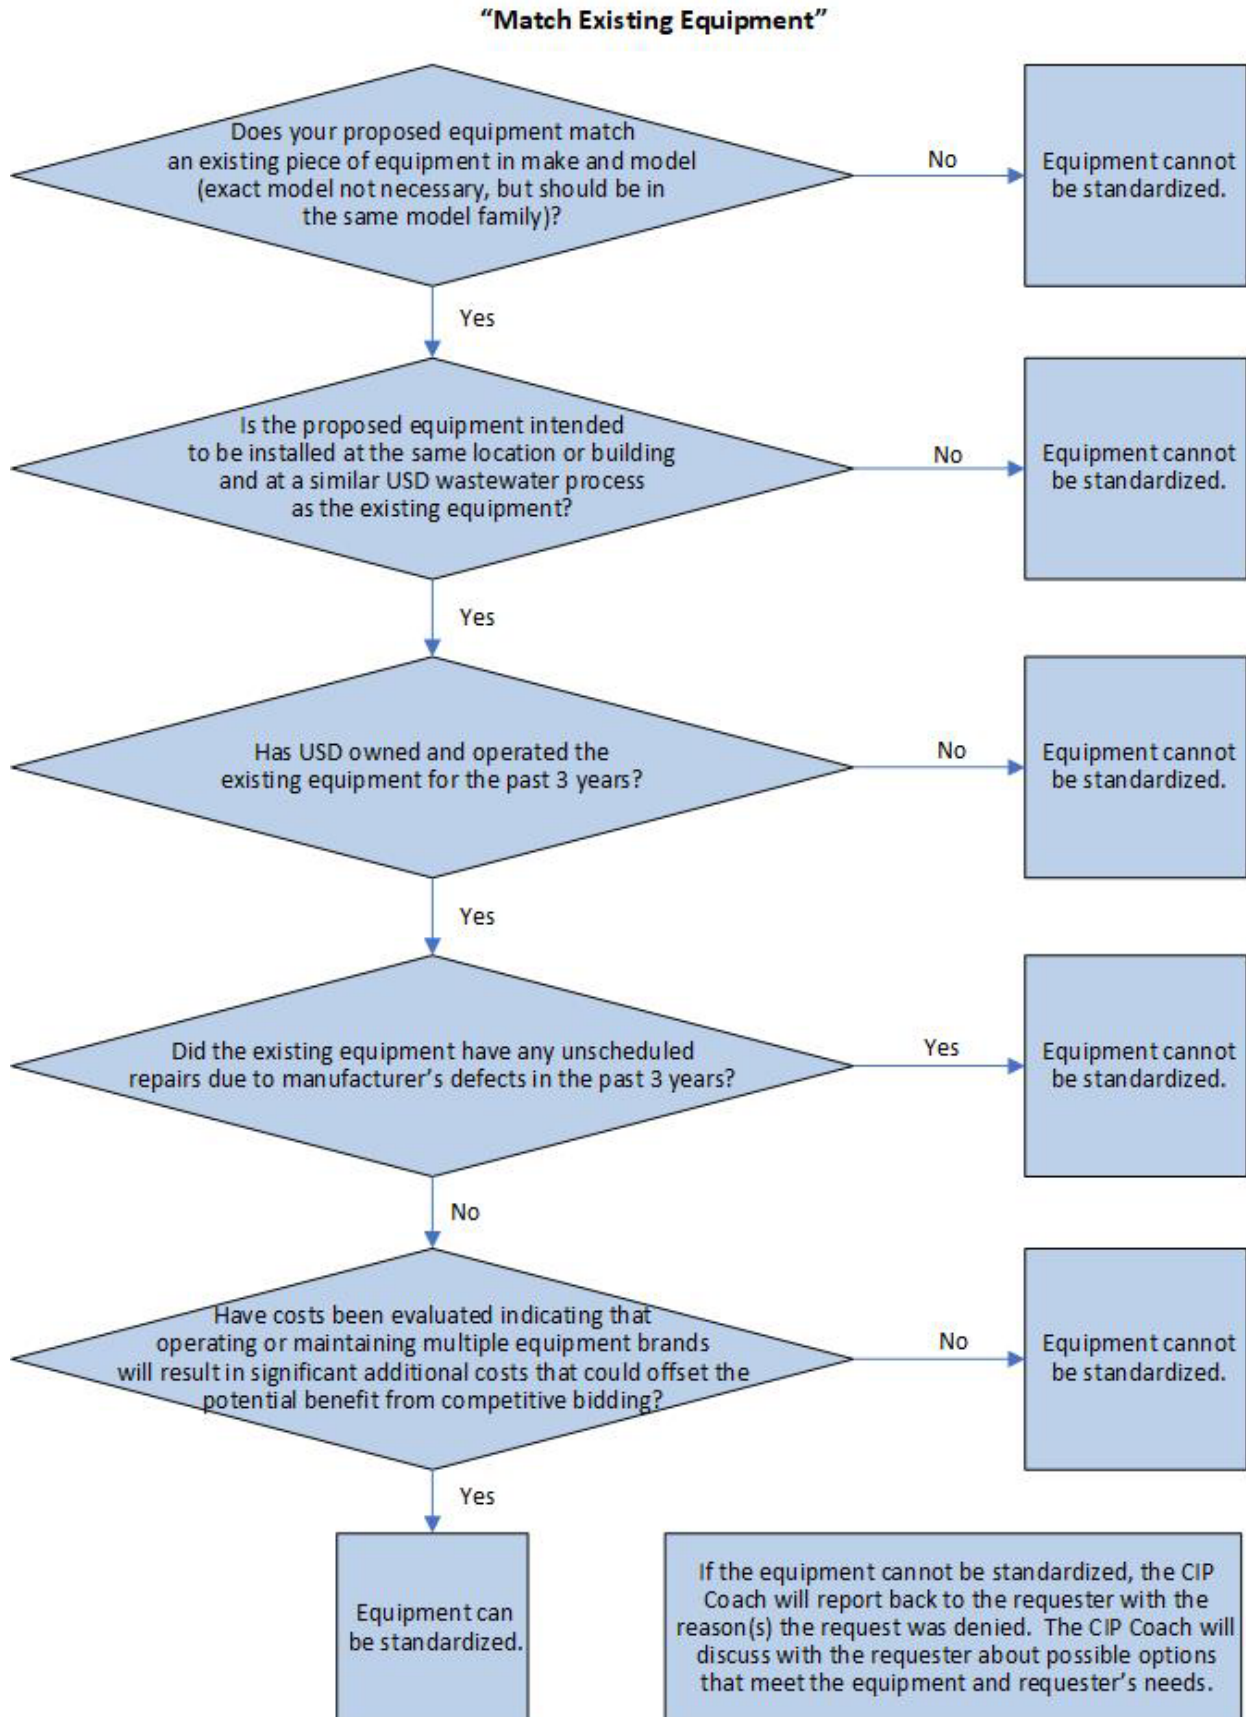 “Match Existing Equipment”
Does your proposed equipment match
an existing piece of equipment in make and model
(exact model not necessary, but should be in
the same model family)?
No
Equipment cannot
be standardized.
Yes
Is the proposed equipment intended
to be installed at the same location or building
and at a similar USD wastewater process
as the existing equipment?
No
Equipment cannot
be standardized.
Yes
Has USD owned and operated the
existing equipment for the past 3 years?
No
Equipment cannot
be standardized.
Yes
Did the existing equipment have any unscheduled
repairs due to manufacturer’s defects in the past 3 years?
Yes
Equipment cannot
be standardized.
No
Have costs been evaluated indicating that
operating or maintaining multiple equipment brands
will result in significant additional costs that could offset the
potential benefit from competitive bidding?
No
Equipment cannot
be standardized.
Yes
Equipment can
be standardized.
If the equipment cannot be standardized, the CIP
Coach will report back to the requester with the
reason(s) the request was denied.  The CIP Coach will
discuss with the requester about possible options
that meet the equipment and requester’s needs.